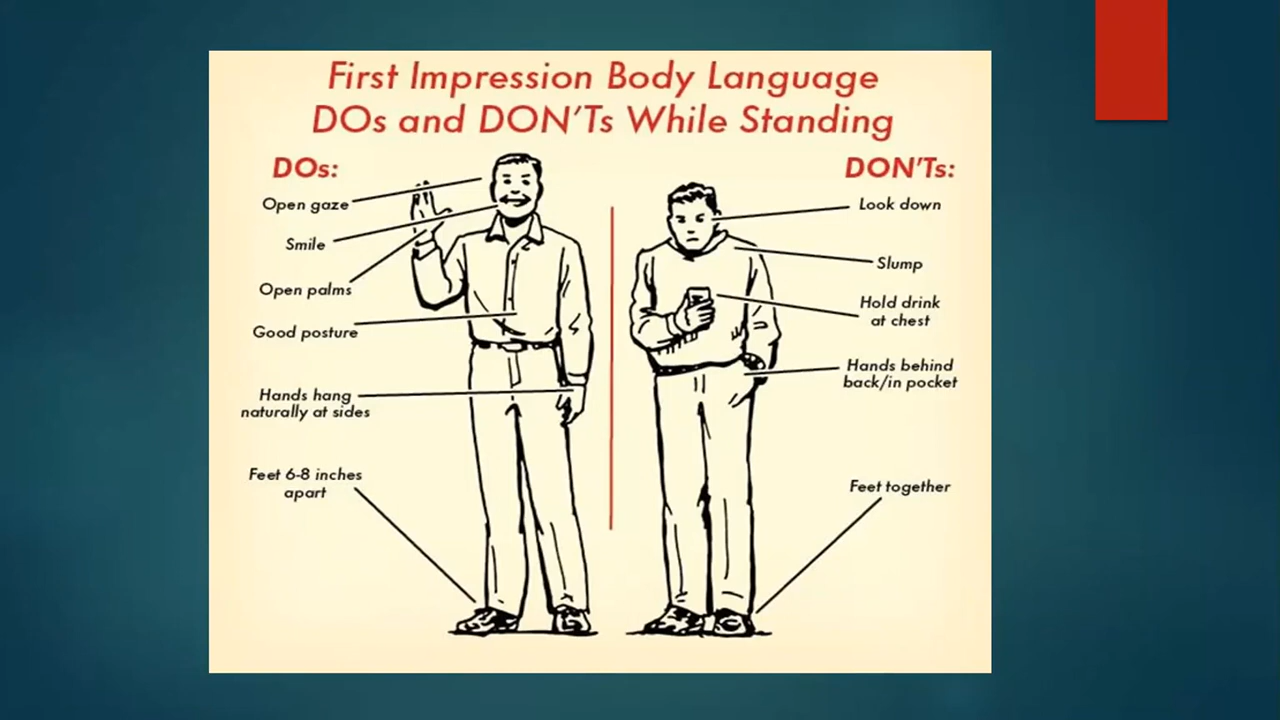 First Impression Body Language
DOs and DON'Ts While Standing
DOs:
Open gaze
Smile
Open palms
Good posture
Hands hang
naturally at sides
Feet 6-8 inches
apart
DON'Ts:
Look down
Slump
Hold drink
at chest
Hands behind
back/in pocket
Feet together